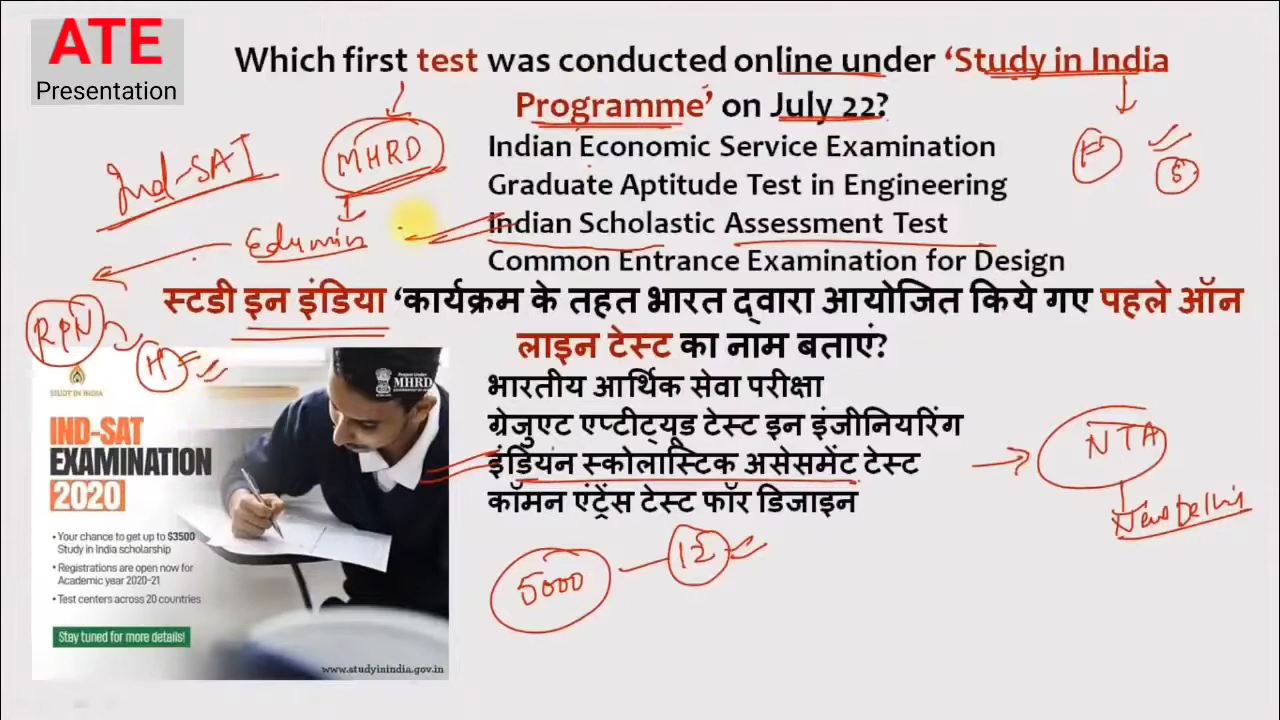 ATE
Presentation
Which first test was conducted online under ‘Study in India
Programme’ on July 22?
Indian Economic Service Examination
Graduate Aptitude Test in Engineering
Indian Scholastic Assessment Test
Common Entrance Examination for Design
Ind-SAT
MHRD
Edumin
RPN
H
F
S
स्टडी इन इंडिया ‘कार्यक्रम के तहत भारत द्वारा आयोजित किये गए पहले ऑन
लाइन टेस्ट का नाम बताएं?
भारतीय आर्थिक सेवा परीक्षा
ग्रेजुएट एप्टीट्यूड टेस्ट इन इंजीनियरिंग
इंडियन स्कोलास्टिक असेसमेंट टेस्ट
कॉमन एंट्रेंस टेस्ट फॉर डिजाइन
NTA
New Delhi
5000
12
STUDY IN INDIA
MHRD
IND-SAT
EXAMINATION
2020
• Your chance to get up to $3500
Study in India scholarship
• Registrations are open now for
Academic year 2020-21
• Test centers across 20 countries
Stay tuned for more details!
www.studyinindia.gov.in